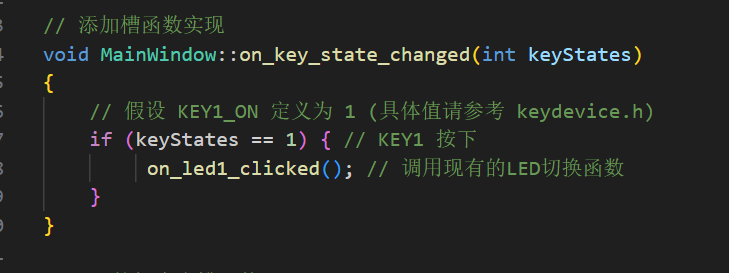 // 添加槽函数实现
void MainWindow::on_key_state_changed(int keyStates)
{
// 假设 KEY1_ON 定义为 1 (具体值请参考 keydevice.h)
if (keyStates == 1) { // KEY1 按下
on_led1_clicked(); // 调用现有的LED切换函数
}
}